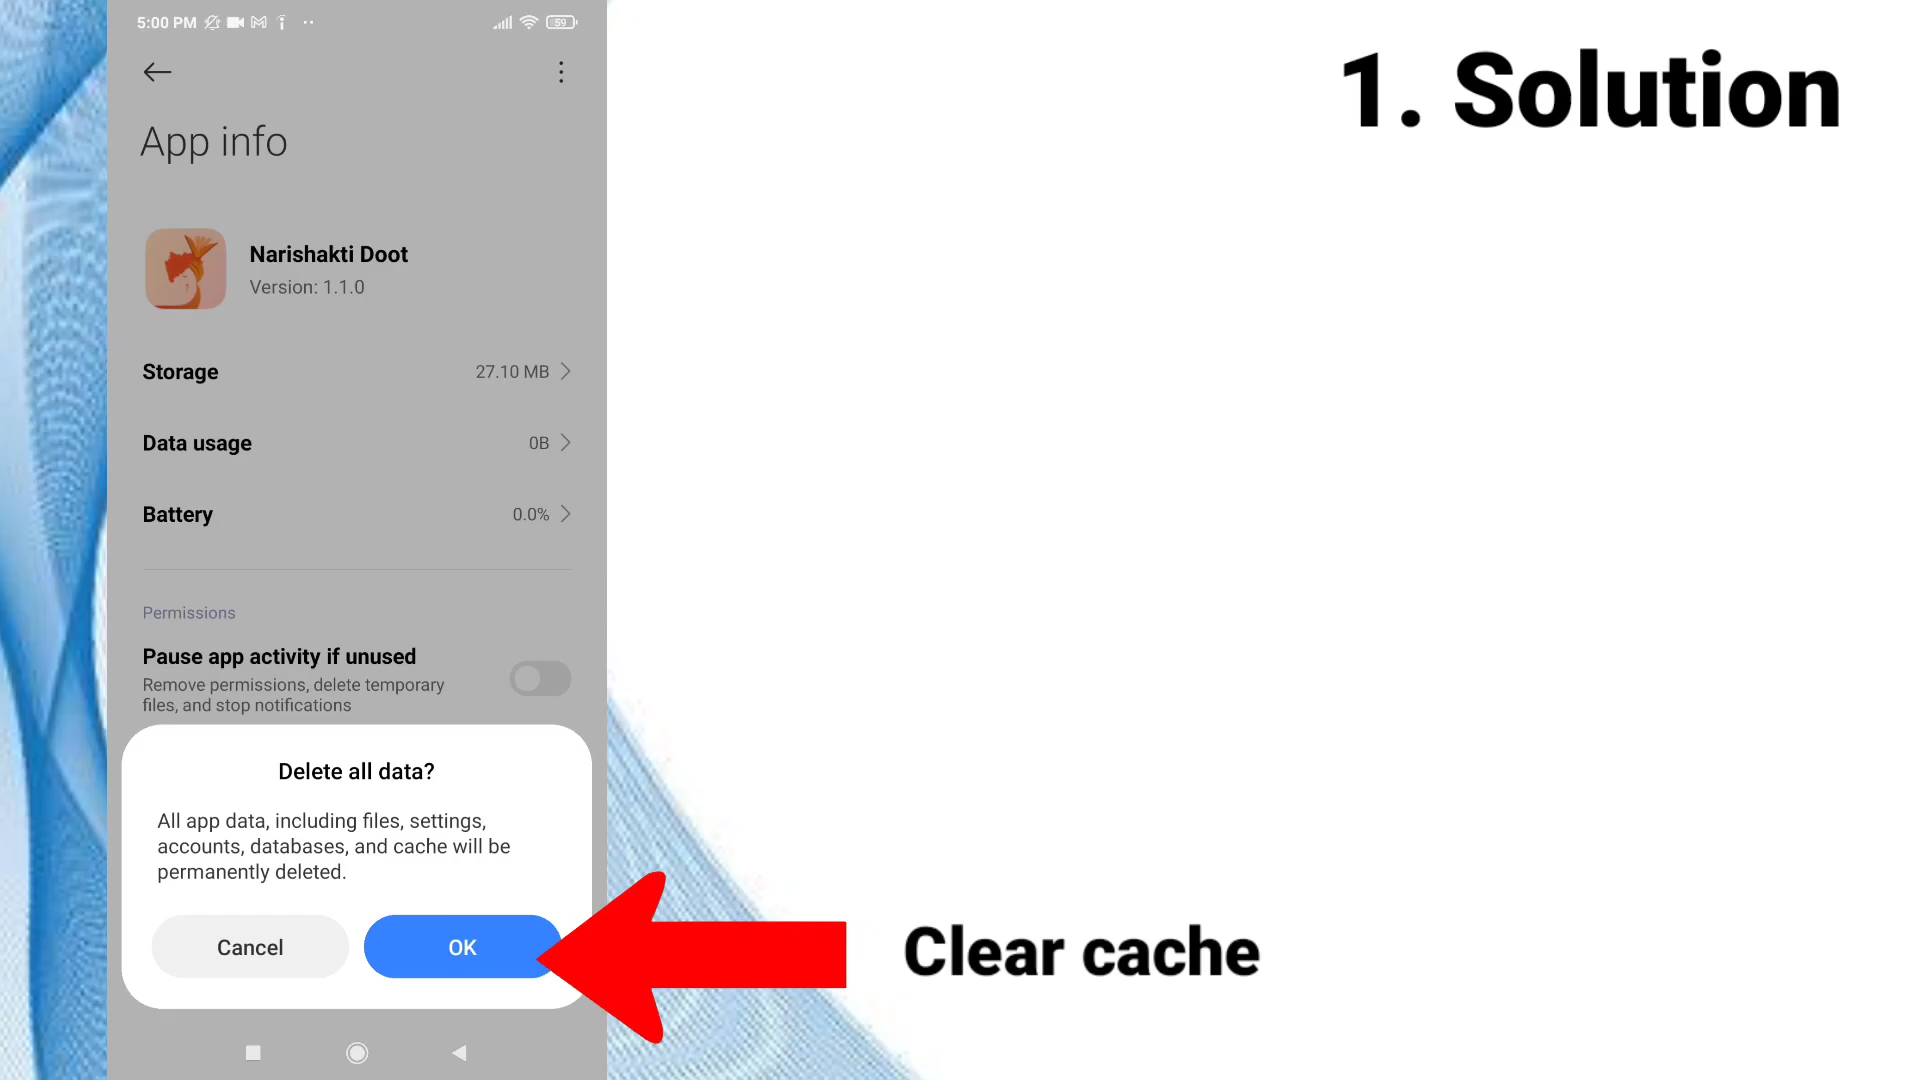 5:00 PM
59
1. Solution
App info
Narishakti Doot
Version: 1.1.0
Storage 27.10 MB
Data usage 0B
Battery 0.0%
Permissions
Pause app activity if unused
Remove permissions, delete temporary
files, and stop notifications
Delete all data?
All app data, including files, settings,
accounts, databases, and cache will be
permanently deleted.
Cancel OK
Clear cache